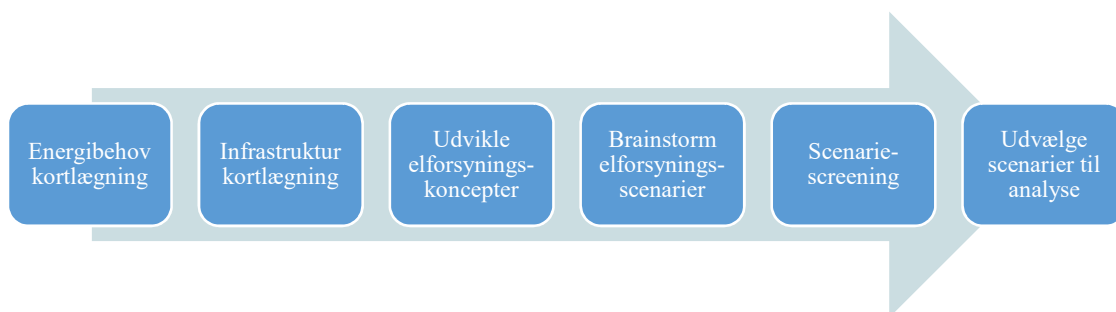 Energibehov
kortlægning
Infrastruktur
kortlægning
Udvikle
elforsynings-
koncepter
Brainstorm
elforsynings-
scenarier
Scenarie-
screening
Udvælge
scenarier til
analyse